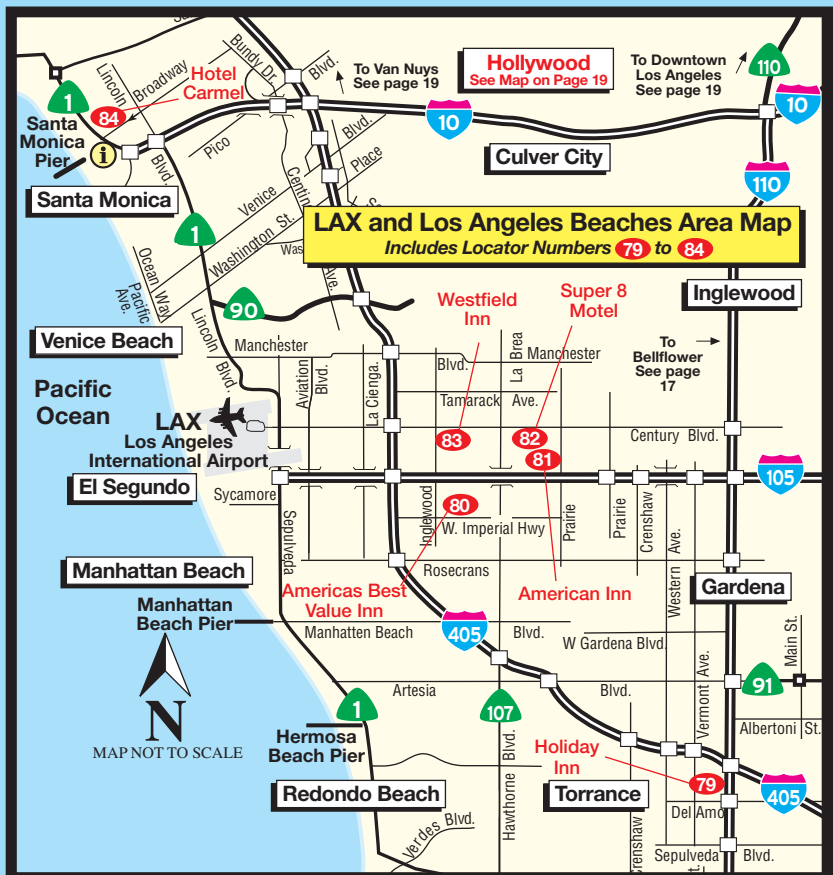 Lincoln
Blvd.
Broadway
Bundy Dr.
Blvd.
Hotel
Carmel
To Van Nuys
See page 19
Hollywood
See Map on Page 19
To Downtown
Los Angeles
See page 19
110
1
84
10
10
Santa
Monica
Pier
i
Pico
Blvd.
Place
Culver City
110
Santa Monica
Venice
Washington St.
1
LAX and Los Angeles Beaches Area Map
Includes Locator Numbers 79 to 84
Ocean Way
Pacific
Ave.
Ave.
90
Westfield
Inn
Super 8
Motel
Inglewood
Venice Beach
Lincoln
Blvd.
Manchester
Blvd.
La Brea
Manchester
To
Bellflower
See page
17
Pacific
Ocean
Aviation
Blvd.
La Cienga.
Tamarack
Ave.
LAX
Los Angeles
International Airport
83
82
81
Century Blvd.
El Segundo
Sycamore
105
80
Sepulveda
Inglewood
W. Imperial Hwy
Prairie
Prairie
Crenshaw
Western
Ave.
Rosecrans
Manhattan Beach
Americas Best
Value Inn
American Inn
Gardena
Manhattan
Beach Pier
Manhatten Beach
405
Blvd.
W Gardena Blvd.
Main St.
Vermont Ave.
N
MAP NOT TO SCALE
Artesia
Blvd.
91
1
107
Albertoni St.
Hermosa
Beach Pier
Hawthorne
Blvd.
Holiday
Inn
79
405
Redondo Beach
Torrance
Del Amo
Verdes Blvd.
Crenshaw
Sepulveda
Blvd.